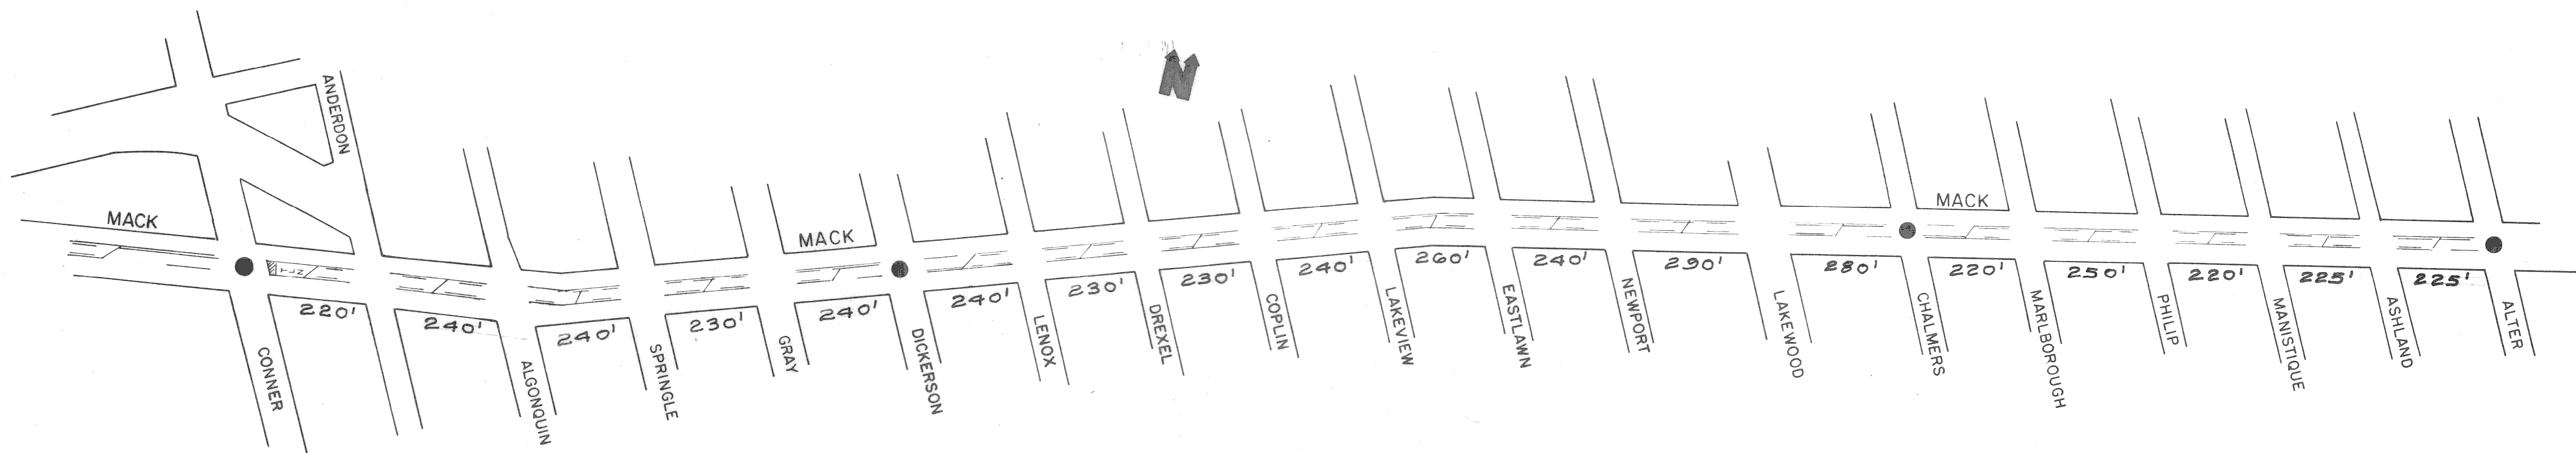 N
ANDERDON
MACK
MACK
MACK
220'
240'
240'
230'
240'
240'
230'
230'
240'
260'
240'
290'
280'
220'
250'
220'
225'
225'
CONNER
ALGONQUIN
SPRINGLE
GRAY
DICKERSON
LENOX
DREXEL
COPLIN
LAKEVIEW
EASTLAWN
NEWPORT
LAKEWOOD
CHALMERS
MARLBOROUGH
PHILIP
MANISTIQUE
ASHLAND
ALTER